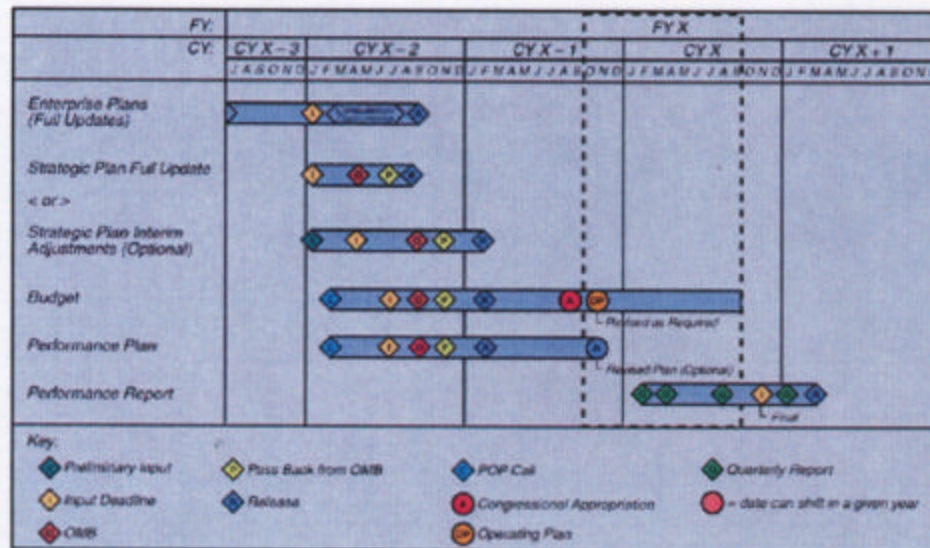 FY: FY X
CY: CY X – 3 CY X – 2 CY X – 1 CY X CY X + 1
J A S O N D J F M A M J J A S O N D J F M A M J J A S O N D J F M A M J J A S O N D J F M A M J J A S O N
Enterprise Plans
(Full Updates)
Strategic Plan Full Update
< or >
Strategic Plan Interim
Adjustments (Optional)
Budget
Revised as Required
Performance Plan
Revised Plan (Optional)
Performance Report
Final
Key:
Preliminary Input
Pass Back from OMB
POP Call
Quarterly Report
Input Deadline
Release
Congressional Appropriation
= date can shift in a given year
OMB
Operating Plan